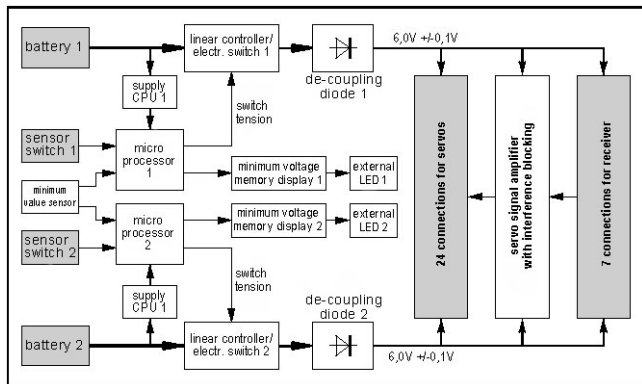 battery 1
linear controller/
electr. switch 1
6,0V +/-0,1V
de-coupling
diode 1
supply
CPU 1
switch
tension
sensor
switch 1
micro
processor
1
minimum voltage
memory display 1
external
LED 1
minimum
value sensor
micro
processor
2
minimum voltage
memory display 2
external
LED 2
sensor
switch 2
switch
tension
supply
CPU 1
de-coupling
diode 2
battery 2
linear controller/
electr. switch 2
6,0V +/-0,1V
24 connections for servos
servo signal amplifier
with interference blocking
7 connections for receiver